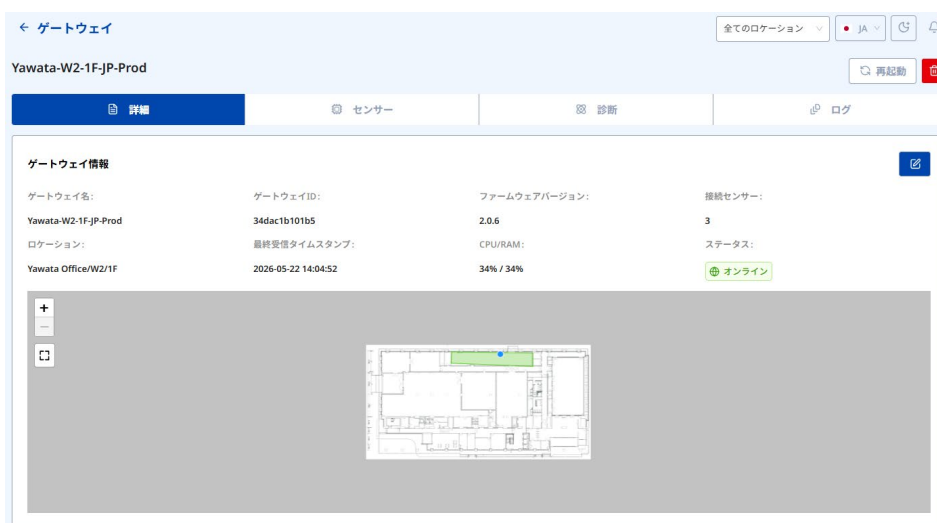 ← ゲートウェイ
全てのロケーション
JA
Yawata-W2-1F-JP-Prod
再起動
詳細
センサー
診断
ログ
ゲートウェイ情報
ゲートウェイ名:
ゲートウェイID:
ファームウェアバージョン:
接続センサー:
Yawata-W2-1F-JP-Prod
34dac1b101b5
2.0.6
3
ロケーション:
最終受信タイムスタンプ:
CPU/RAM:
ステータス:
Yawata Office/W2/1F
2026-05-22 14:04:52
34% / 34%
オンライン
+
−